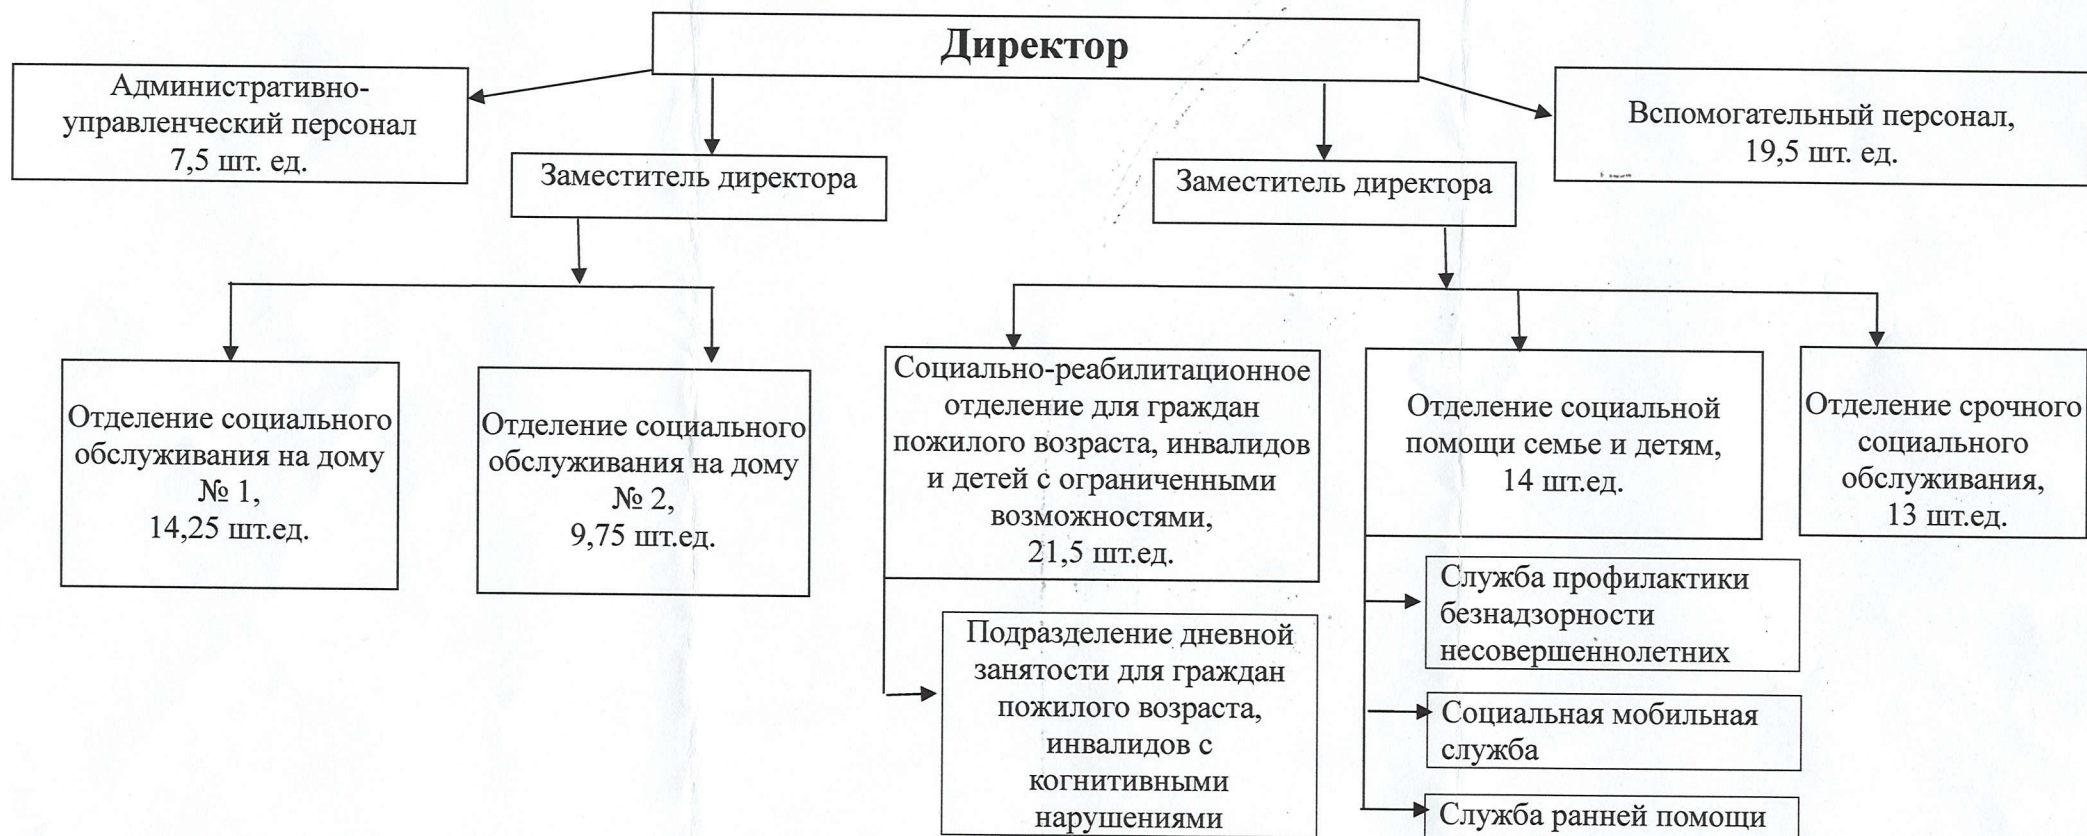 Директор
Административно-
управленческий персонал
7,5 шт. ед.
Вспомогательный персонал,
19,5 шт. ед.
Заместитель директора
Заместитель директора
Отделение социального
обслуживания на дому
№ 1,
14,25 шт.ед.
Отделение социального
обслуживания на дому
№ 2,
9,75 шт.ед.
Социально-реабилитационное
отделение для граждан
пожилого возраста, инвалидов
и детей с ограниченными
возможностями,
21,5 шт.ед.
Отделение социальной
помощи семье и детям,
14 шт.ед.
Отделение срочного
социального
обслуживания,
13 шт.ед.
Подразделение дневной
занятости для граждан
пожилого возраста,
инвалидов с
когнитивными
нарушениями
Служба профилактики
безнадзорности
несовершеннолетних
Социальная мобильная
служба
Служба ранней помощи